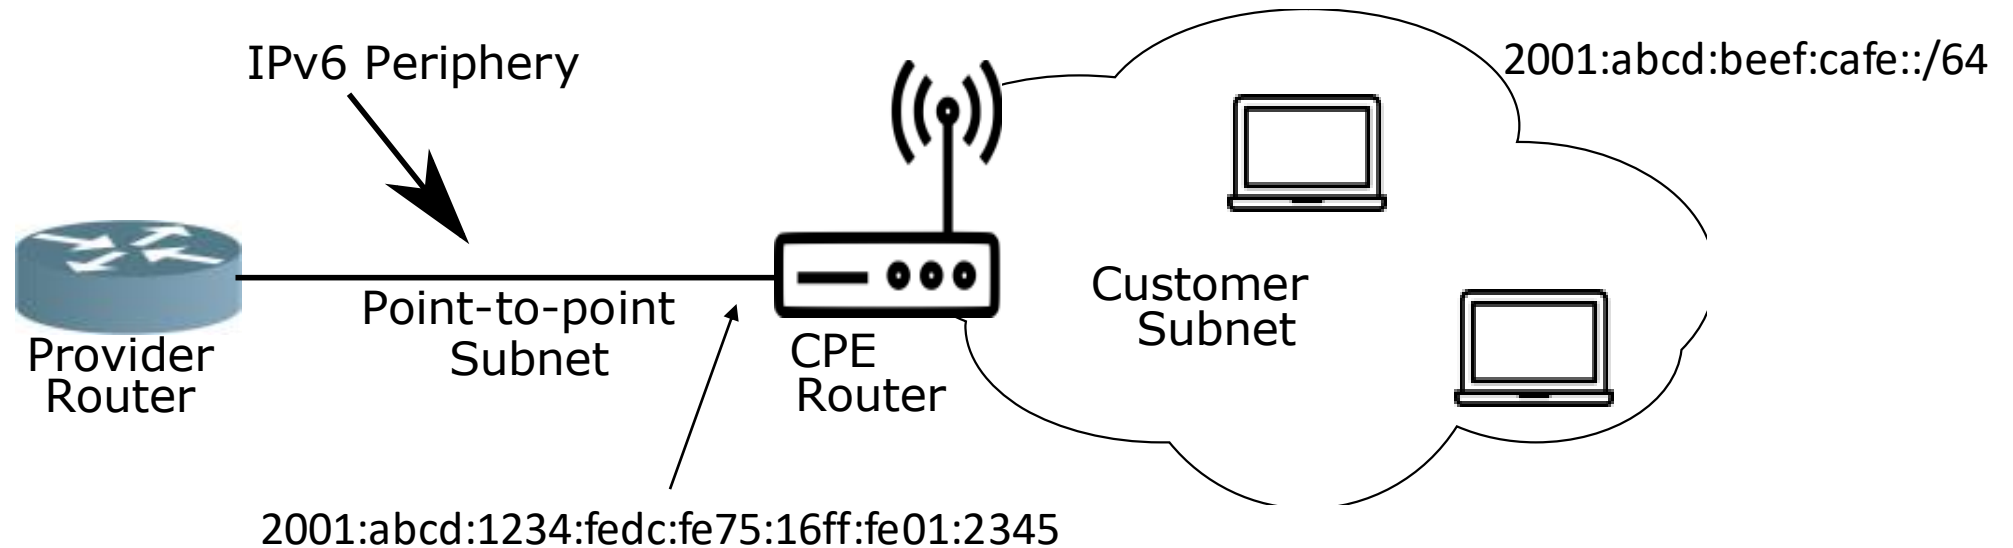 IPv6 Periphery
2001:abcd:beef:cafe::/64
Provider
Router
Point-to-point
Subnet
CPE
Router
Customer
Subnet
2001:abcd:1234:fedc:fe75:16ff:fe01:2345